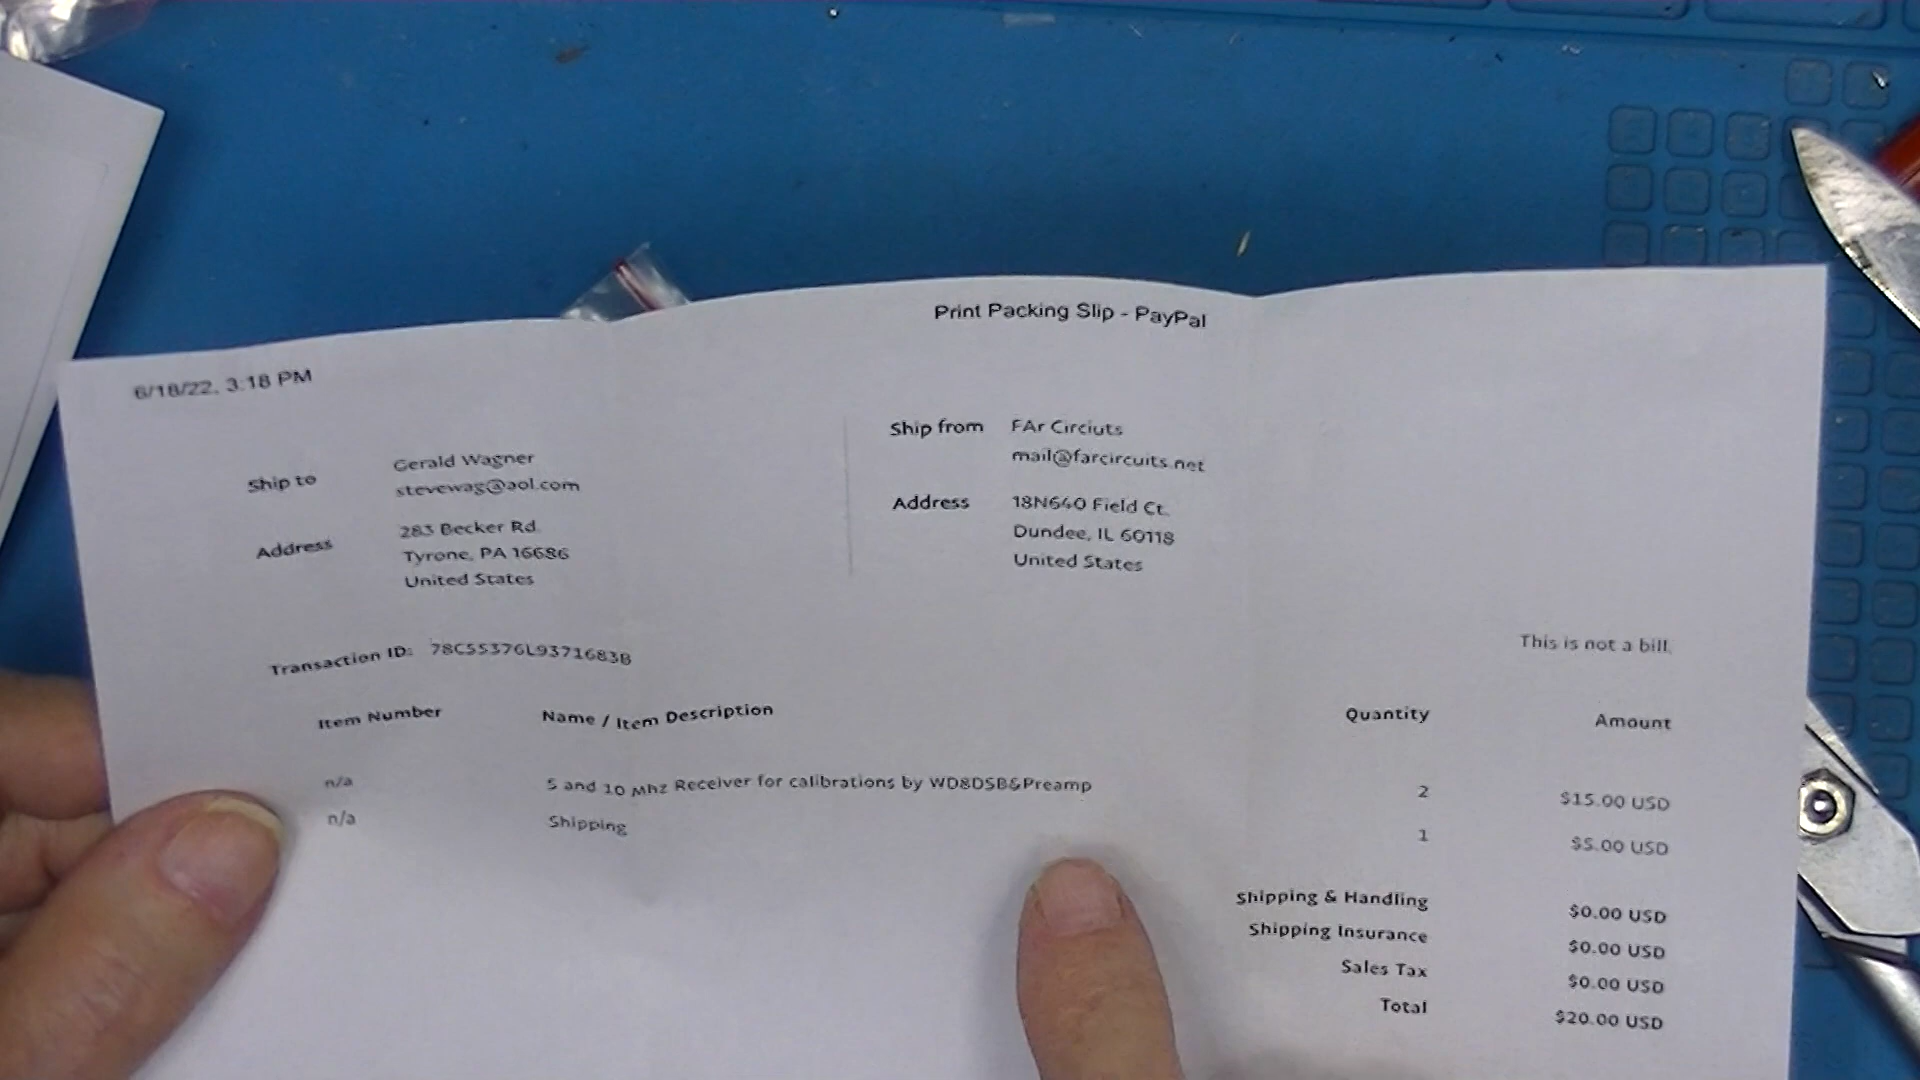 Print Packing Slip - PayPal
6/18/22, 3:18 PM
Ship to Gerald Wagner
stevewag@aol.com
Address 283 Becker Rd.
Tyrone, PA 16686
United States
Ship from FAr Circiuts
mail@farcircuits.net
Address 18N640 Field Ct.
Dundee, IL 60118
United States
Transaction ID: 78C55376L9371683B
This is not a bill.
Item Number Name / Item Description Quantity Amount
n/a 5 and 10 Mhz Receiver for calibrations by WD8DSB&Preamp 2 $15.00 USD
n/a Shipping 1 $5.00 USD
Shipping & Handling $0.00 USD
Shipping Insurance $0.00 USD
Sales Tax $0.00 USD
Total $20.00 USD